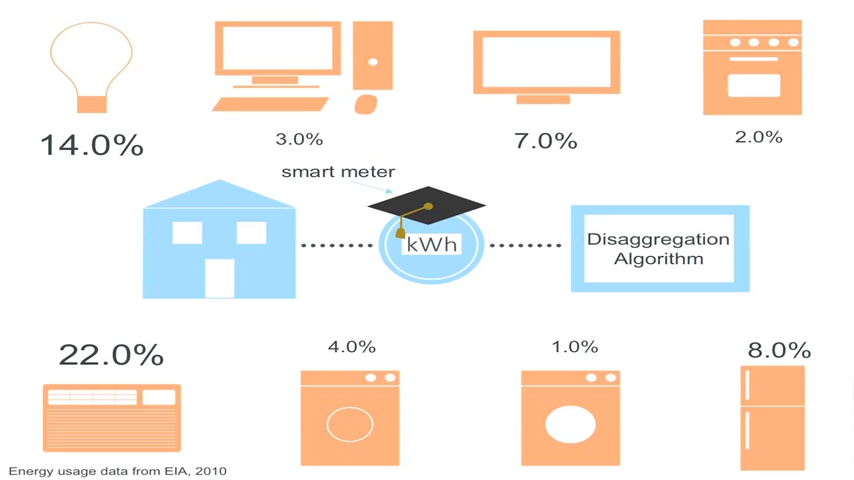 14.0%
3.0%
7.0%
2.0%
smart meter
kWh
Disaggregation
Algorithm
22.0%
4.0%
1.0%
8.0%
Energy usage data from EIA, 2010